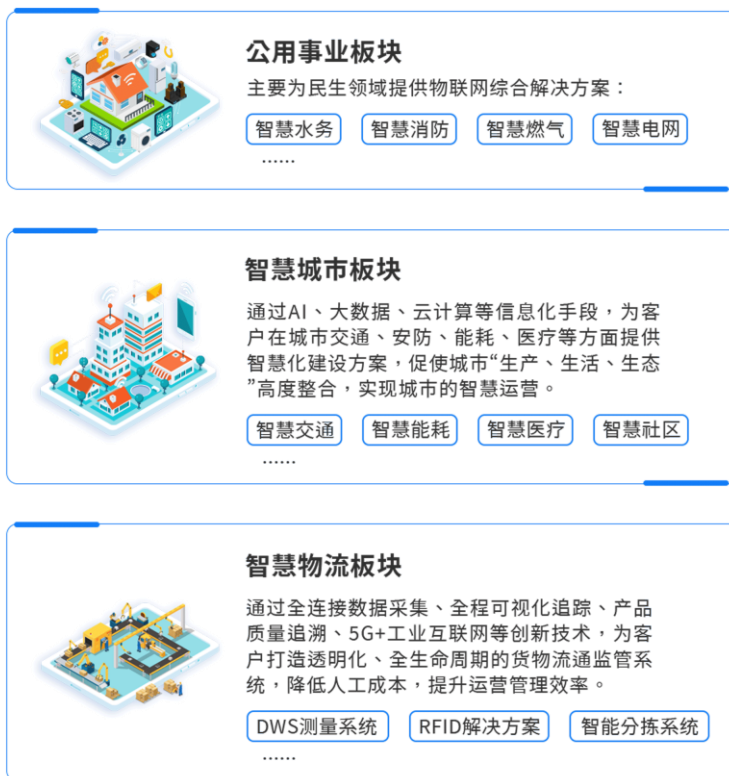 公用事业板块
主要为民生领域提供物联网综合解决方案：
智慧水务 智慧消防 智慧燃气 智慧电网
......
智慧城市板块
通过AI、大数据、云计算等信息化手段，为客
户在城市交通、安防、能耗、医疗等方面提供
智慧化建设方案，促使城市“生产、生活、生态
”高度整合，实现城市的智慧运营。
智慧交通 智慧能耗 智慧医疗 智慧社区
......
智慧物流板块
通过全连接数据采集、全程可视化追踪、产品
质量追溯、5G+工业互联网等创新技术，为客
户打造透明化、全生命周期的货物流通监管系
统，降低人工成本，提升运营管理效率。
DWS测量系统 RFID解决方案 智能分拣系统
......